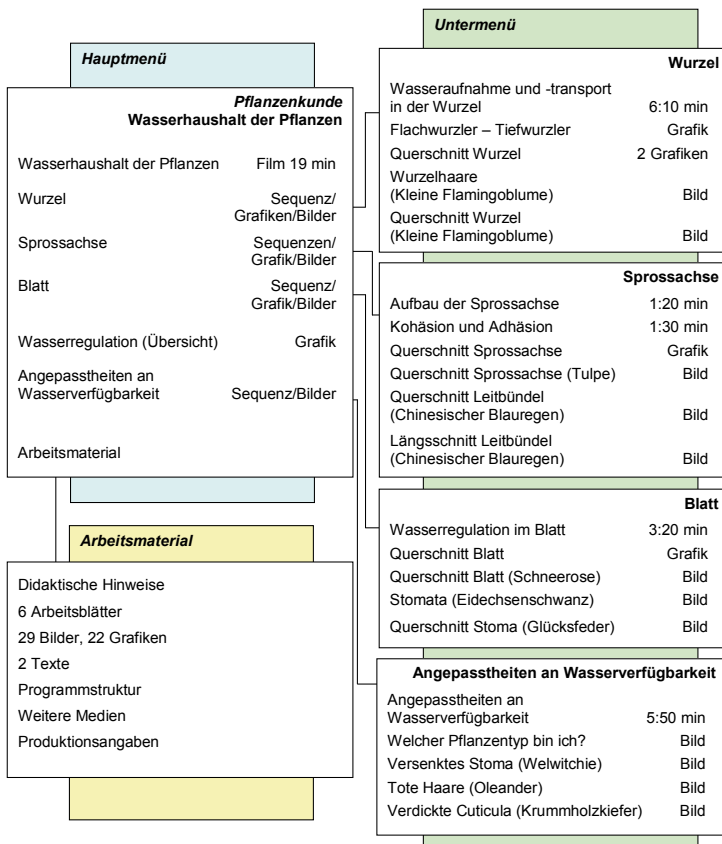 Hauptmenü
Pflanzenkunde
Wasserhaushalt der Pflanzen
Wasserhaushalt der Pflanzen Film 19 min
Wurzel Sequenz/
Grafiken/Bilder
Sprossachse Sequenzen/
Grafik/Bilder
Blatt Sequenz/
Grafik/Bilder
Wasserregulation (Übersicht) Grafik
Angepasstheiten an
Wasserverfügbarkeit Sequenz/Bilder
Arbeitsmaterial
Arbeitsmaterial
Didaktische Hinweise
6 Arbeitsblätter
29 Bilder, 22 Grafiken
2 Texte
Programmstruktur
Weitere Medien
Produktionsangaben
Untermenü
Wurzel
Wasseraufnahme und -transport
in der Wurzel 6:10 min
Flachwurzler – Tiefwurzler Grafik
Querschnitt Wurzel 2 Grafiken
Wurzelhaare
(Kleine Flamingoblume) Bild
Querschnitt Wurzel
(Kleine Flamingoblume) Bild
Sprossachse
Aufbau der Sprossachse 1:20 min
Kohäsion und Adhäsion 1:30 min
Querschnitt Sprossachse Grafik
Querschnitt Sprossachse (Tulpe) Bild
Querschnitt Leitbündel
(Chinesischer Blauregen) Bild
Längsschnitt Leitbündel
(Chinesischer Blauregen) Bild
Blatt
Wasserregulation im Blatt 3:20 min
Querschnitt Blatt Grafik
Querschnitt Blatt (Schneerose) Bild
Stomata (Eidechsenschwanz) Bild
Querschnitt Stoma (Glücksfeder) Bild
Angepasstheiten an Wasserverfügbarkeit
Angepasstheiten an
Wasserverfügbarkeit 5:50 min
Welcher Pflanzentyp bin ich? Bild
Versenktes Stoma (Welwitchie) Bild
Tote Haare (Oleander) Bild
Verdickte Cuticula (Krummholzkiefer) Bild